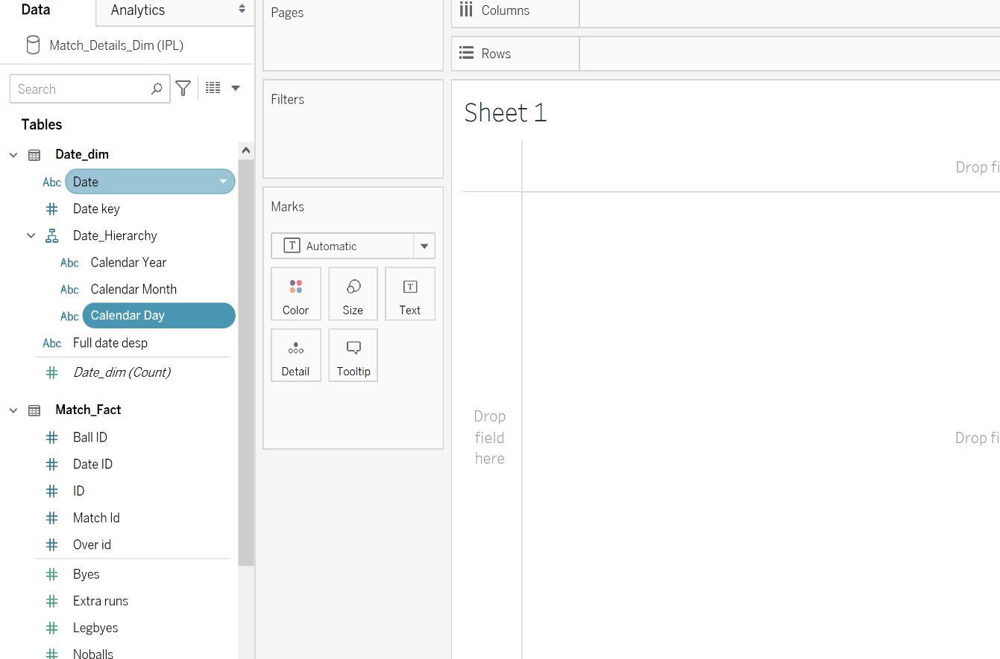 Data
Analytics
Match_Details_Dim (IPL)
Search
Tables
Date_dim
Abc Date
Date key
Date_Hierarchy
Abc Calendar Year
Abc Calendar Month
Abc Calendar Day
Abc Full date desp
Date_dim (Count)
Match_Fact
Ball ID
Date ID
ID
Match Id
Over id
Byes
Extra runs
Legbyes
Noballs
Pages
Filters
Marks
T Automatic
Color
Size
T Text
Detail
Tooltip
Columns
Rows
Sheet 1
Drop fi
Drop
field
here
Drop fi